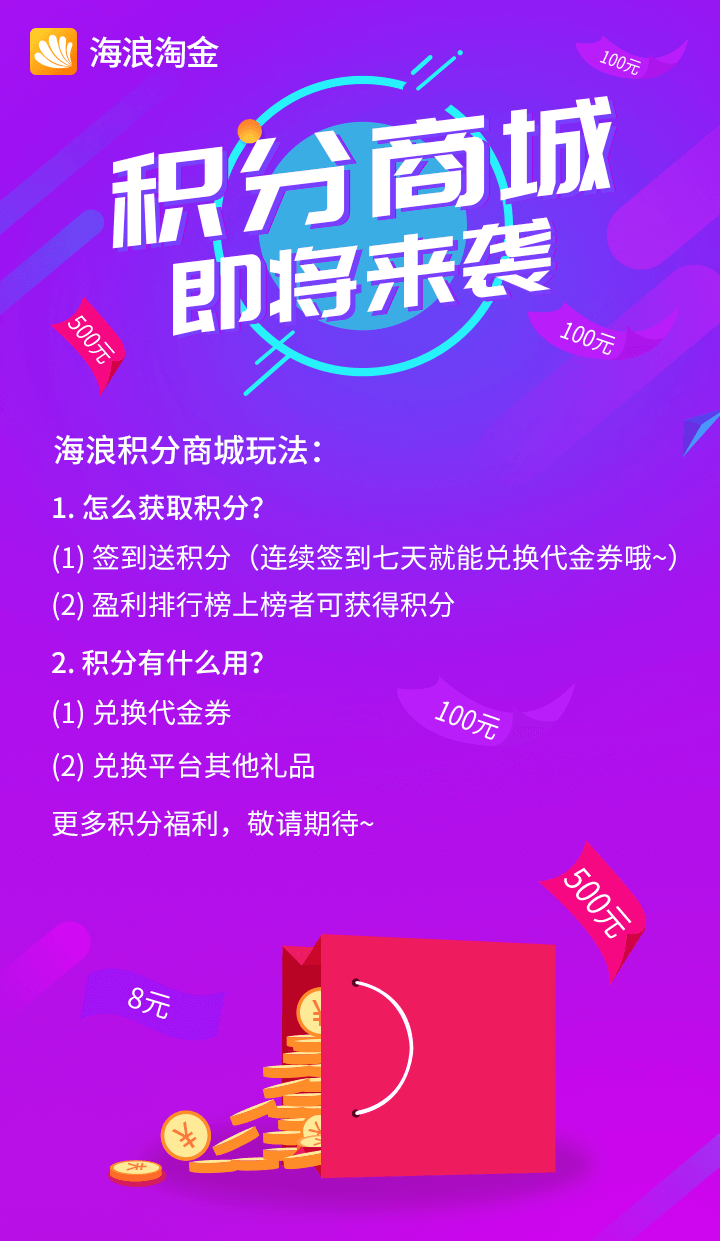 海浪淘金
100元
积分商城
即将来袭
500元
100元
海浪积分商城玩法：
1. 怎么获取积分？
(1) 签到送积分（连续签到七天就能兑换代金券哦~）
(2) 盈利排行榜上榜者可获得积分
2. 积分有什么用？
(1) 兑换代金券
100元
(2) 兑换平台其他礼品
更多积分福利，敬请期待~
500元
8元
¥
¥
¥
¥